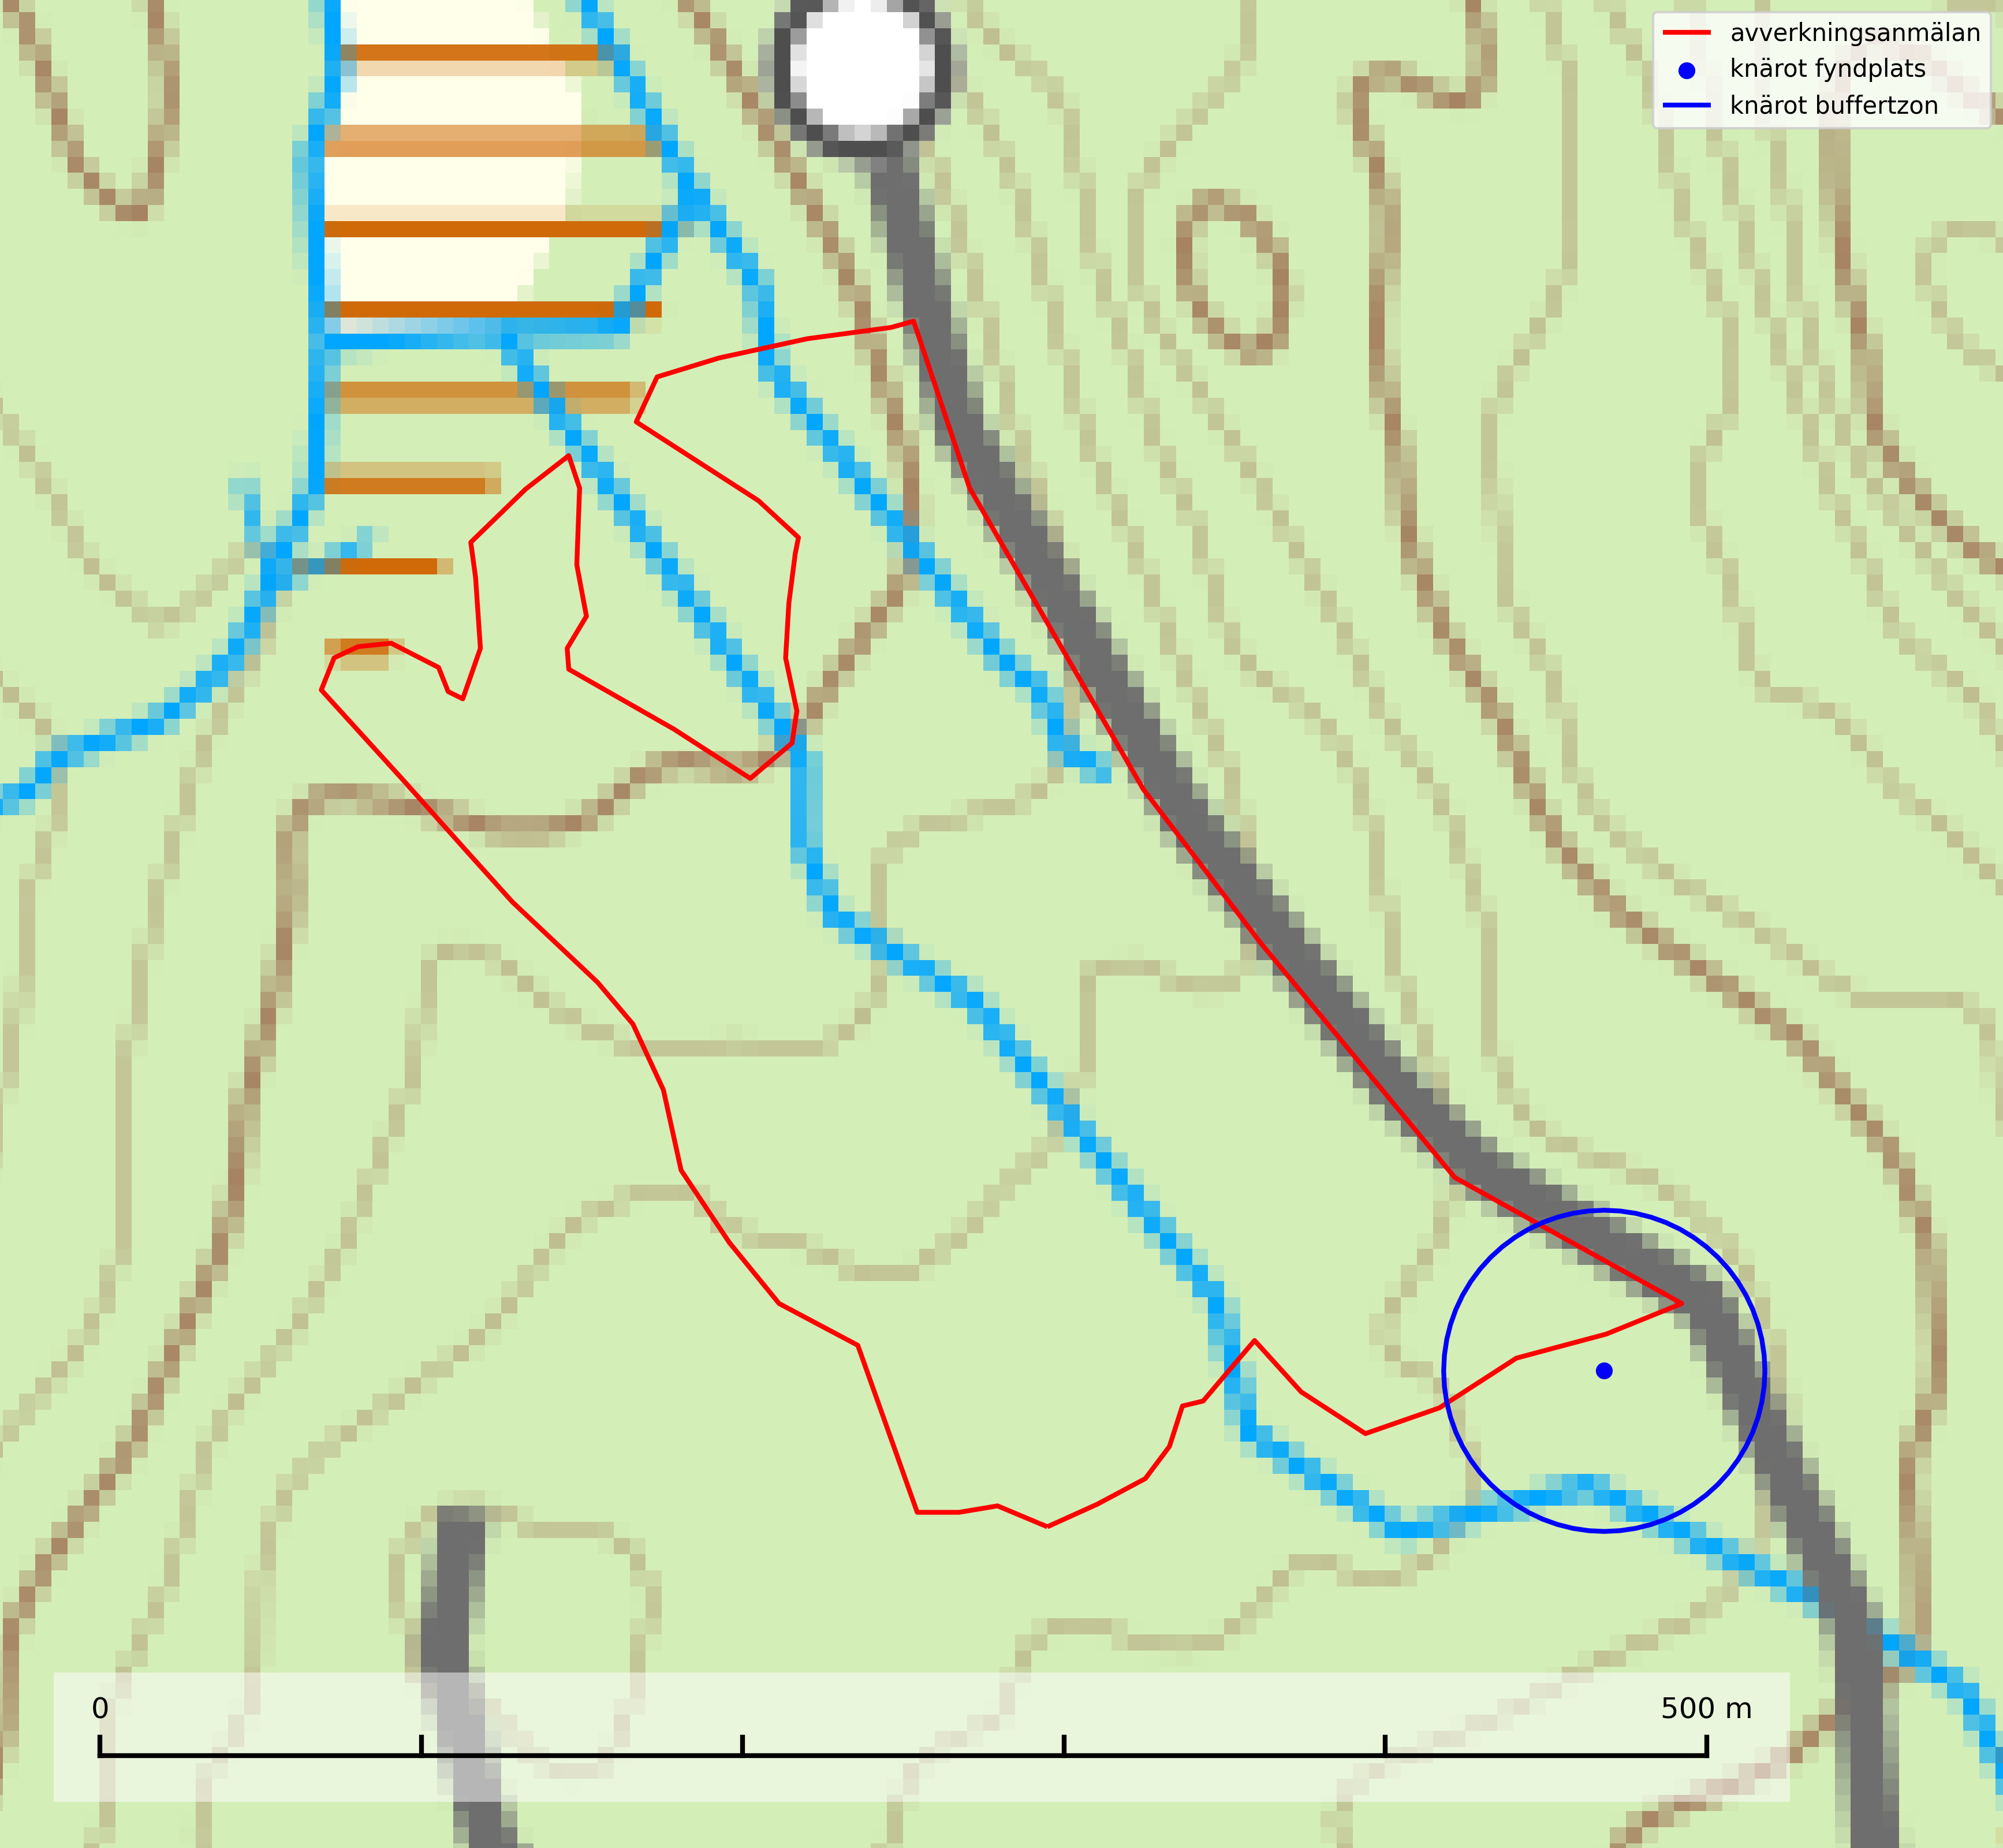 avverkningsanmälan
knärot fyndplats
knärot buffertzon
0
500 m